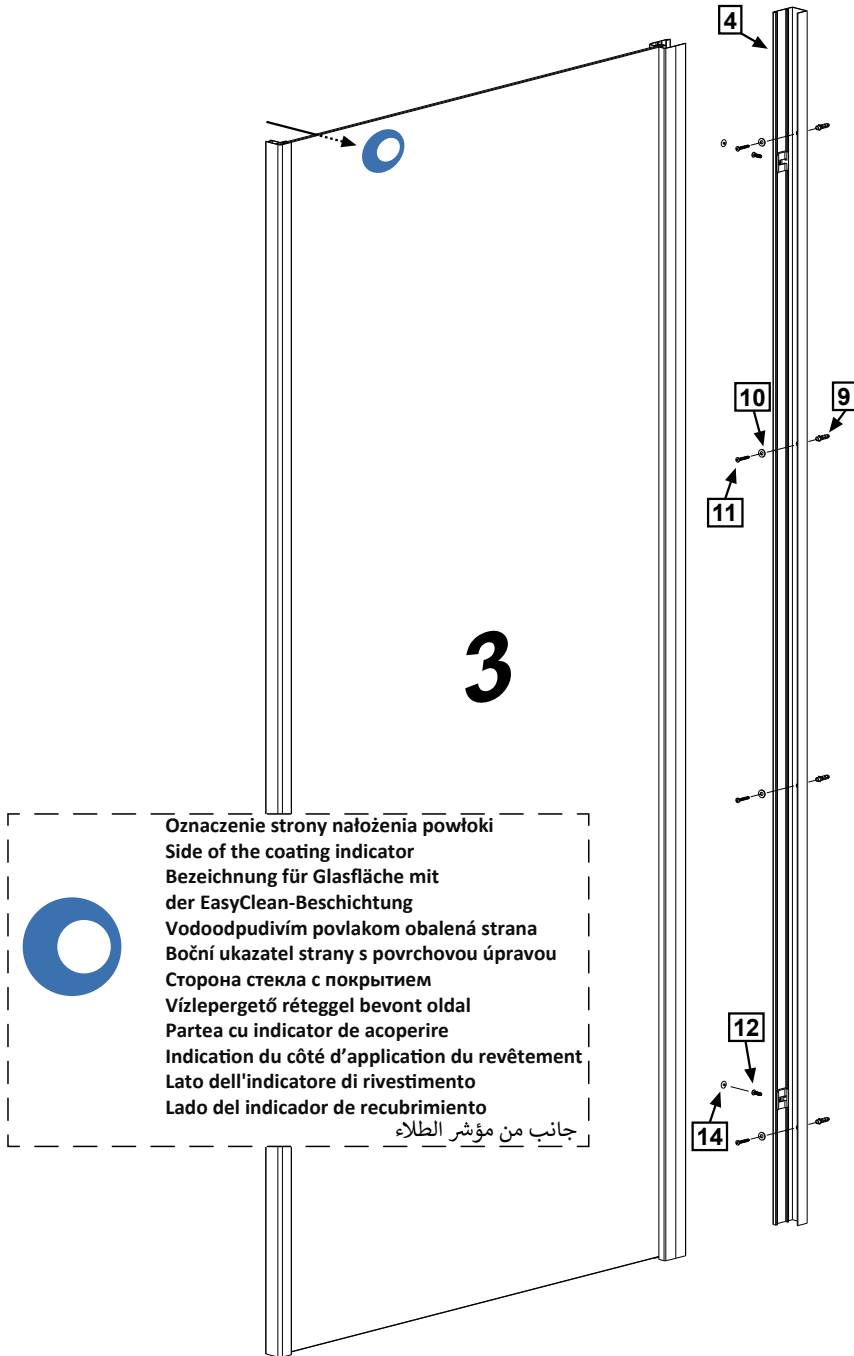 4
10
9
11
3
Oznaczenie strony nałożenia powłoki
Side of the coating indicator
Bezeichnung für Glasfläche mit
der EasyClean-Beschichtung
Vodoodpudivím povlakom obalená strana
Boční ukazatel strany s povrchovou úpravou
Сторона стекла с покрытием
Vízlepergető réteggel bevont oldal
Partea cu indicator de acoperire
Indication du côté d’application du revêtement
Lato dell'indicatore di rivestimento
Lado del indicador de recubrimiento
جانب من مؤشر الطلاء
12
14